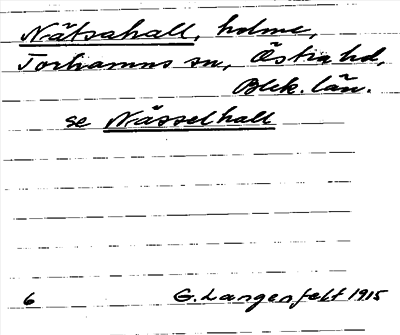 Nätsahall, holme,
Torhamns sn, Östra hd,
Blek. län.
se Nässelhall
6 G. Langenfelt 1915